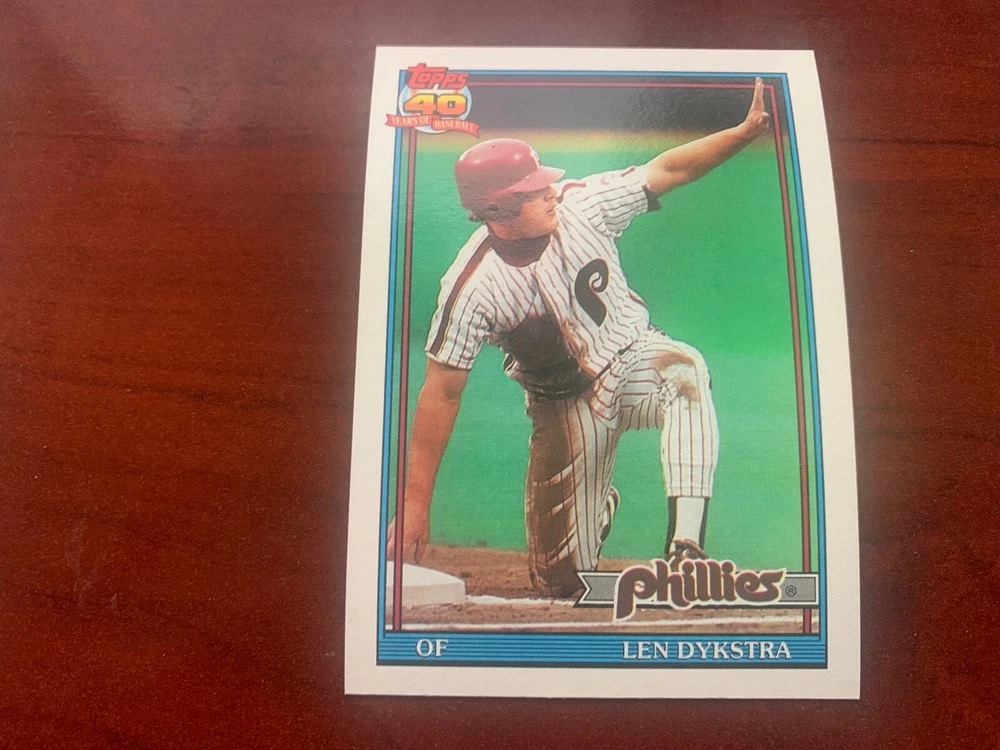 Topps
40
YEARS OF BASEBALL
P
Phillies ®
OF LEN DYKSTRA